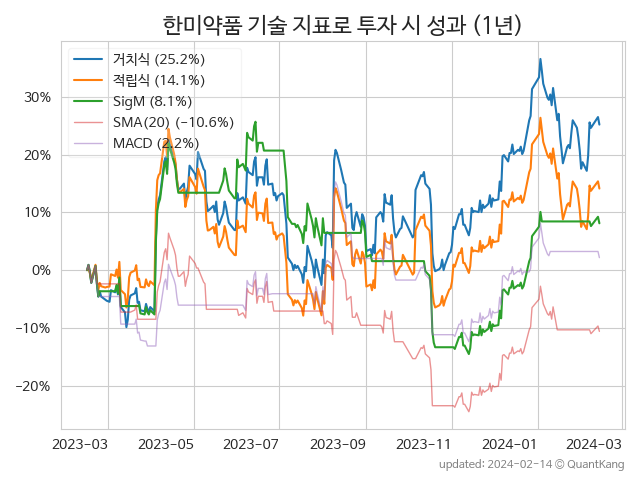 한미약품 기술 지표로 투자 시 성과 (1년)
거치식 (25.2%)
적립식 (14.1%)
SigM (8.1%)
SMA(20) (−10.6%)
MACD (2.2%)
30%
20%
10%
0%
−10%
−20%
2023-03 2023-05 2023-07 2023-09 2023-11 2024-01 2024-03
updated: 2024-02-14 ⓒ QuantKang